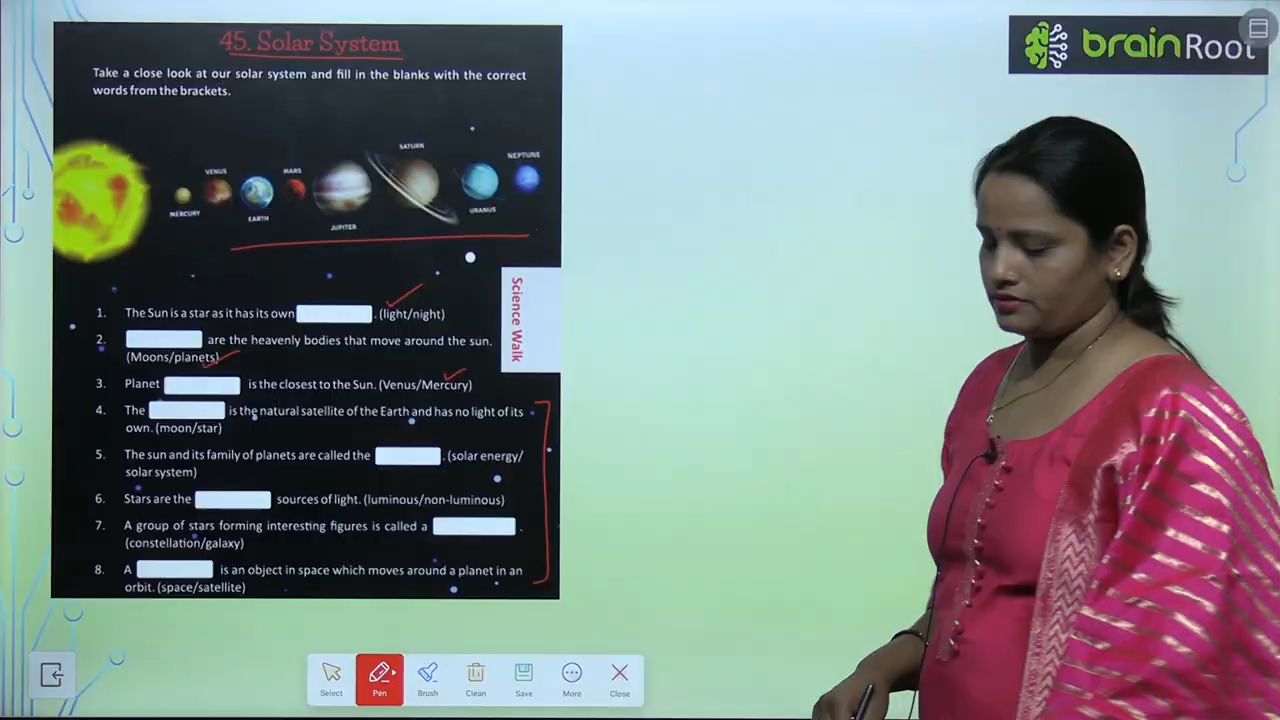 45. Solar System
brainRoot
Take a close look at our solar system and fill in the blanks with the correct
words from the brackets.
SATURN
NEPTUNE
VENUS
MARS
MERCURY
EARTH
URANUS
JUPITER
Science Walk
1. The Sun is a star as it has its own . (light/night)
2. are the heavenly bodies that move around the sun.
(Moons/planets)
3. Planet is the closest to the Sun. (Venus/Mercury)
4. The is the natural satellite of the Earth and has no light of its
own. (moon/star)
5. The sun and its family of planets are called the . (solar energy/
solar system)
6. Stars are the sources of light. (luminous/non-luminous)
7. A group of stars forming interesting figures is called a .
(constellation/galaxy)
8. A is an object in space which moves around a planet in an
orbit. (space/satellite)
Select
Pen
Brush
Clean
Save
More
Close